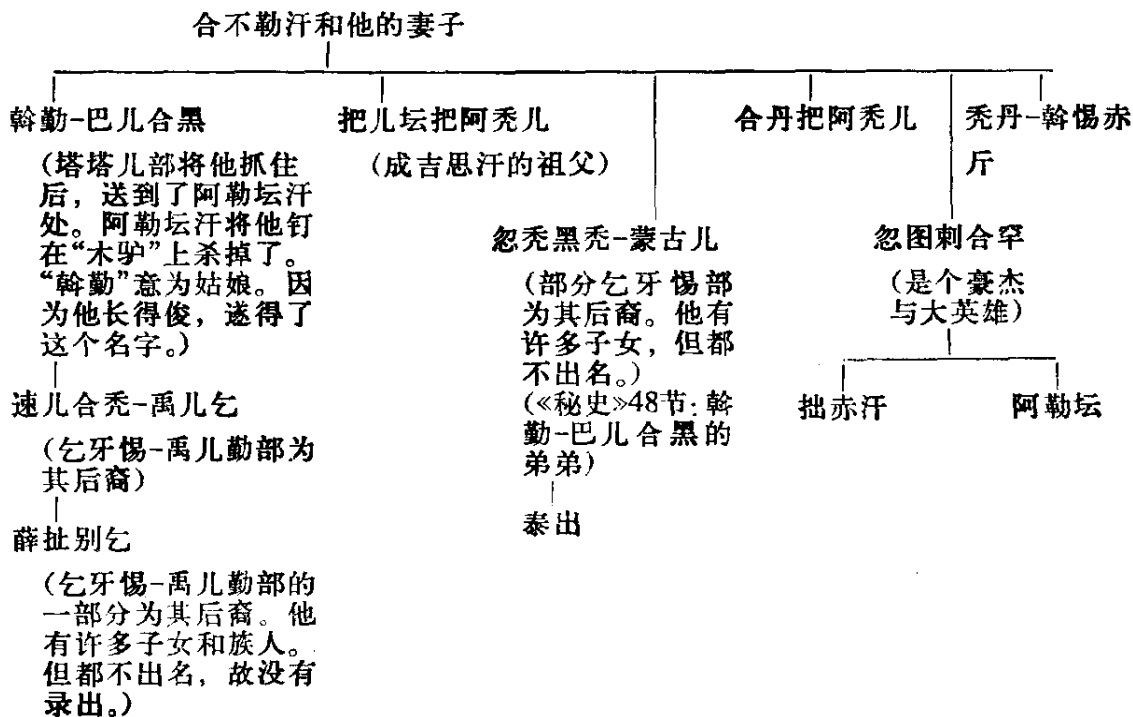 合不勒汗和他的妻子
斡勤-巴儿合黑
(塔塔儿部将他抓住
后，送到了阿勒坛汗
处。阿勒坛汗将他钉
在“木驴”上杀掉了。
“斡勤”意为姑娘。因
为他长得俊，遂得了
这个名字。)
速儿合秃-禹儿乞
(乞牙惕-禹儿勤部为
其后裔)
薛扯别乞
(乞牙惕-禹儿勤部的
一部分为其后裔。他
有许多子女和族人。
但都不出名，故没有
录出。)
把儿坛把阿秃儿
(成吉思汗的祖父)
忽秃黑秃-蒙古儿
(部分乞牙惕部
为其后裔。他有
许多子女，但都
不出名。)
(《秘史》48节：斡
勤-巴儿合黑的
弟弟)
泰出
合丹把阿秃儿
忽图剌合罕
(是个豪杰
与大英雄)
拙赤汗
阿勒坛
秃丹-斡惕赤
斤